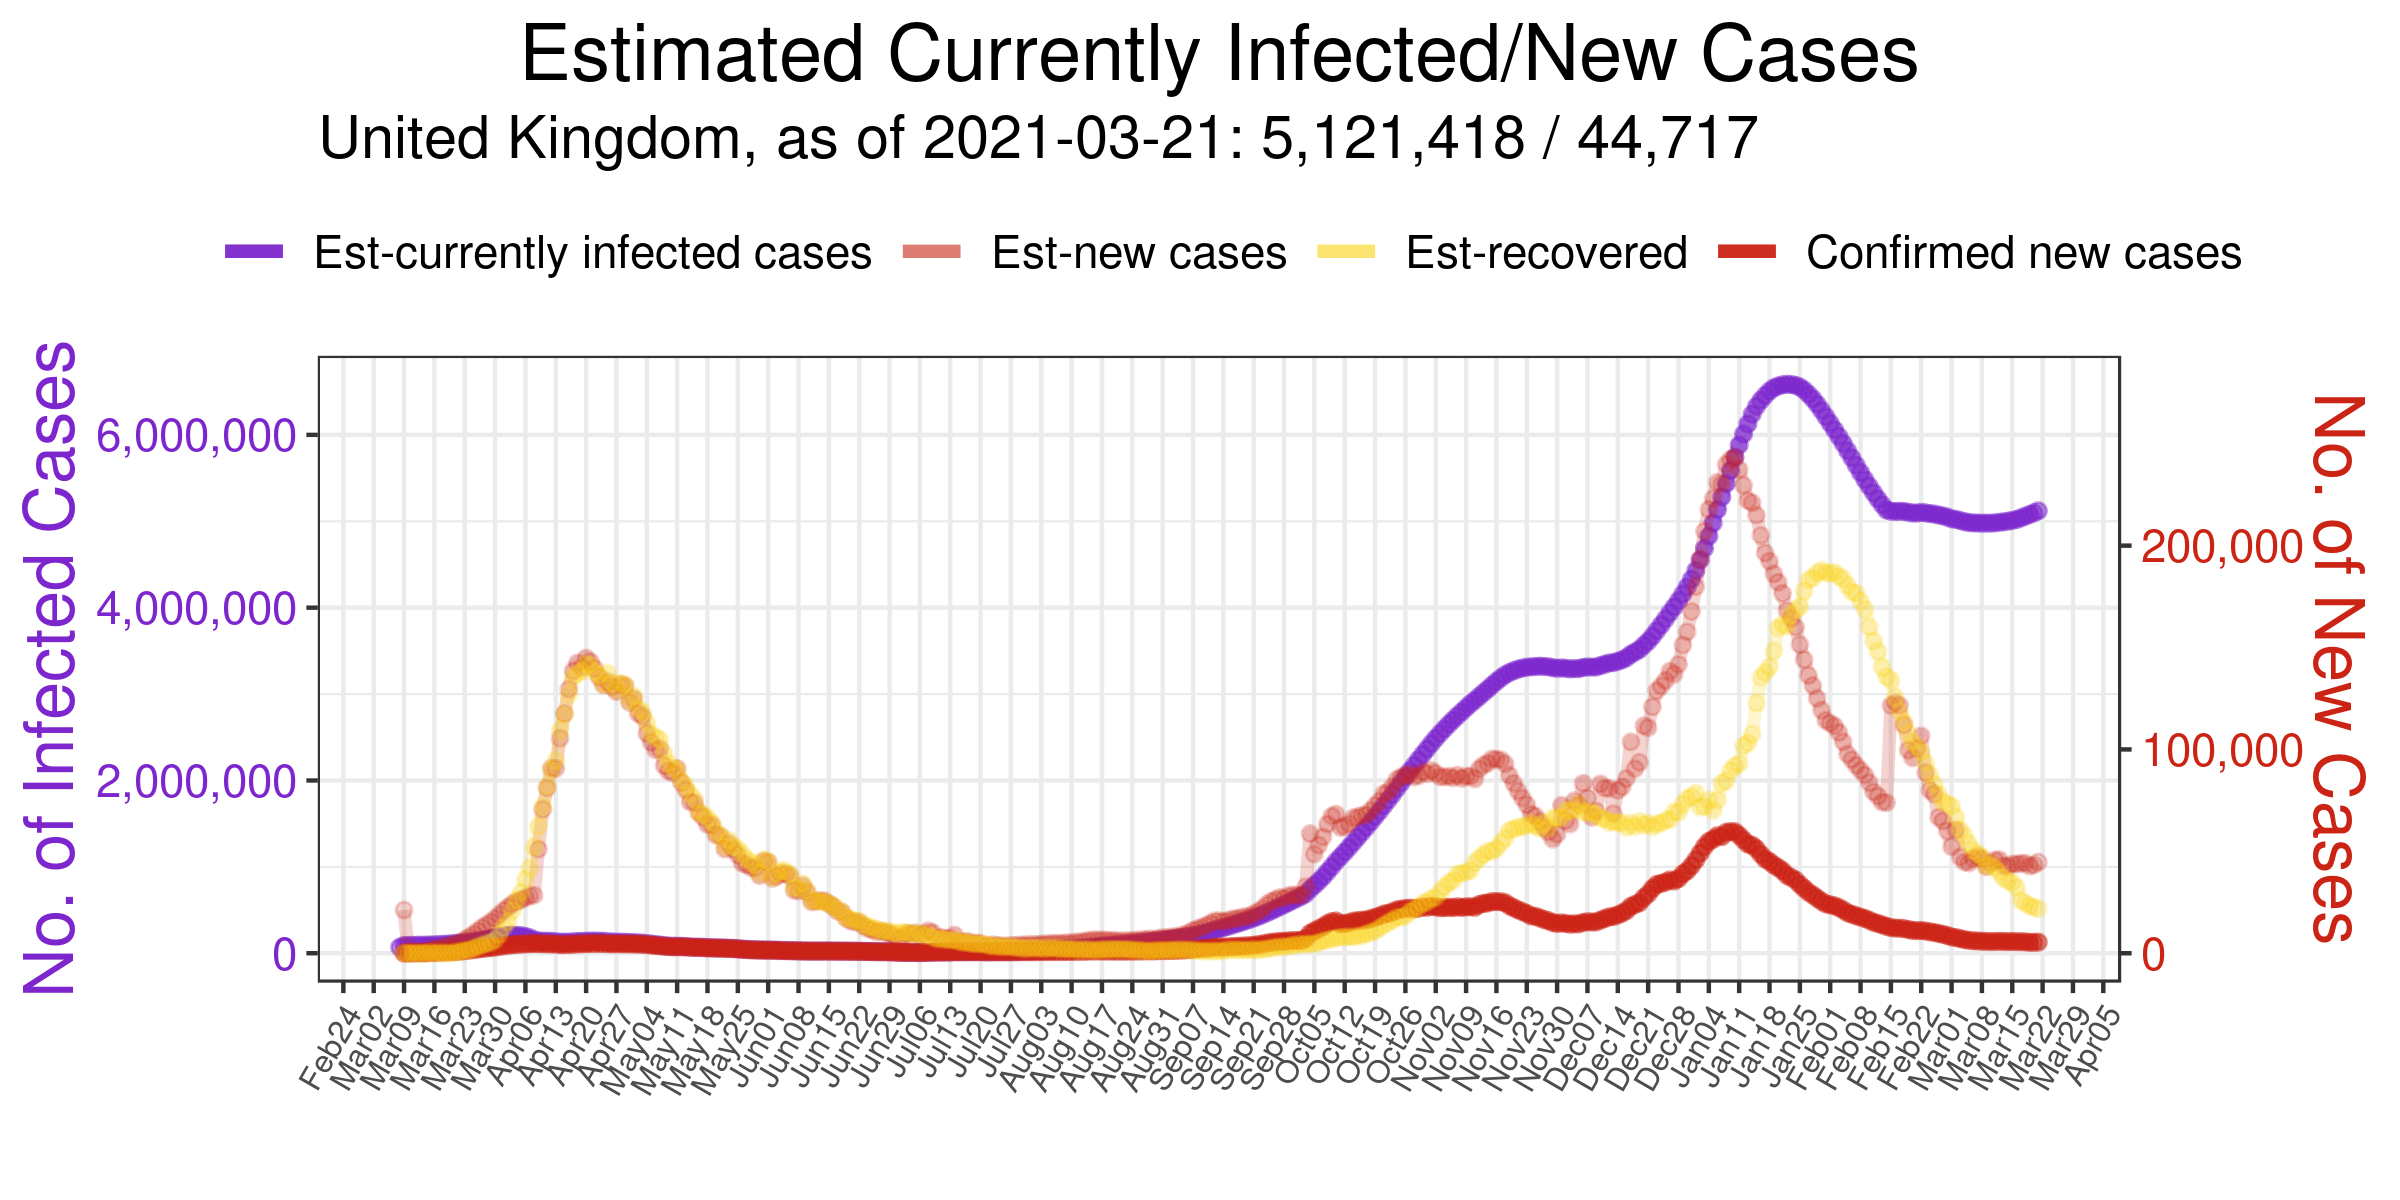 Estimated Currently Infected/New Cases
United Kingdom, as of 2021-03-21: 5,121,418 / 44,717
Est-currently infected cases Est-new cases Est-recovered Confirmed new cases
No. of Infected Cases
6,000,000
4,000,000
2,000,000
0
200,000
100,000
0
No. of New Cases
Feb24 Mar02 Mar09 Mar16 Mar23 Mar30 Apr06 Apr13 Apr20 Apr27 May04 May11 May18 May25 Jun01 Jun08 Jun15 Jun22 Jun29 Jul06 Jul13 Jul20 Jul27 Aug03 Aug10 Aug17 Aug24 Aug31 Sep07 Sep14 Sep21 Sep28 Oct05 Oct12 Oct19 Oct26 Nov02 Nov09 Nov16 Nov23 Nov30 Dec07 Dec14 Dec21 Dec28 Jan04 Jan11 Jan18 Jan25 Feb01 Feb08 Feb15 Feb22 Mar01 Mar08 Mar15 Mar22 Mar29 Apr05